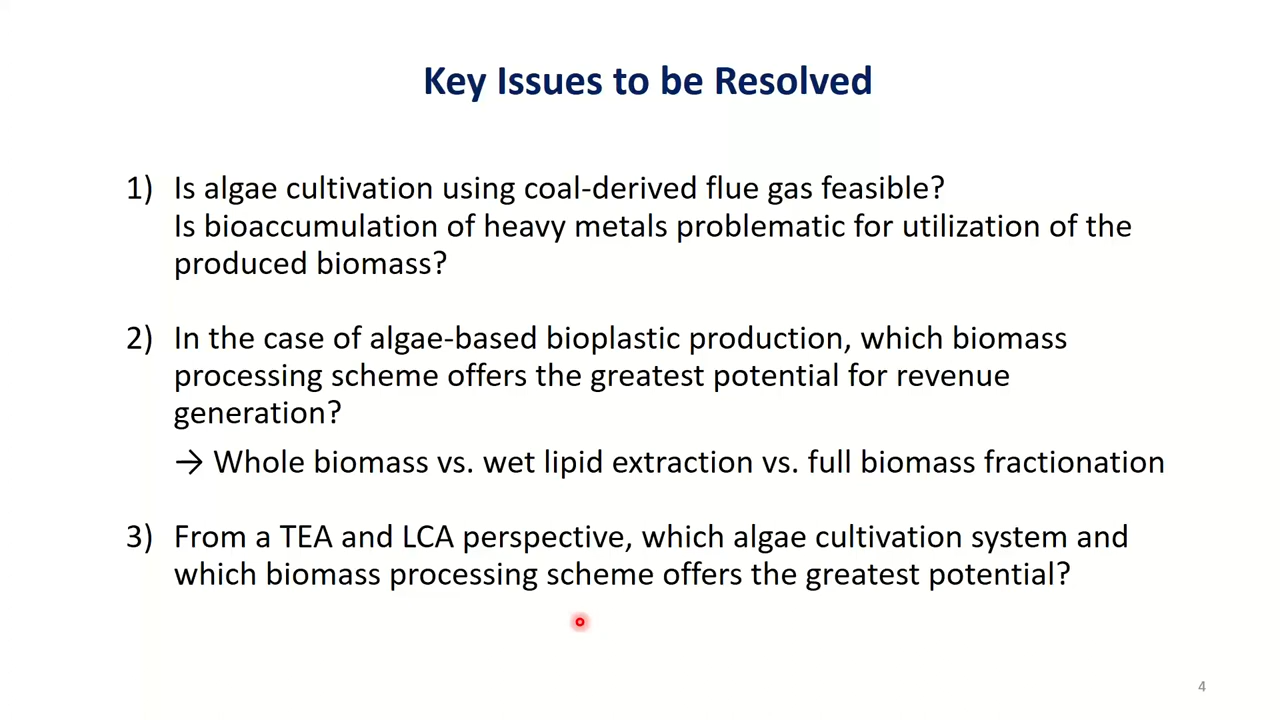 Key Issues to be Resolved
1) Is algae cultivation using coal-derived flue gas feasible?
Is bioaccumulation of heavy metals problematic for utilization of the
produced biomass?
2) In the case of algae-based bioplastic production, which biomass
processing scheme offers the greatest potential for revenue
generation?
→ Whole biomass vs. wet lipid extraction vs. full biomass fractionation
3) From a TEA and LCA perspective, which algae cultivation system and
which biomass processing scheme offers the greatest potential?
4